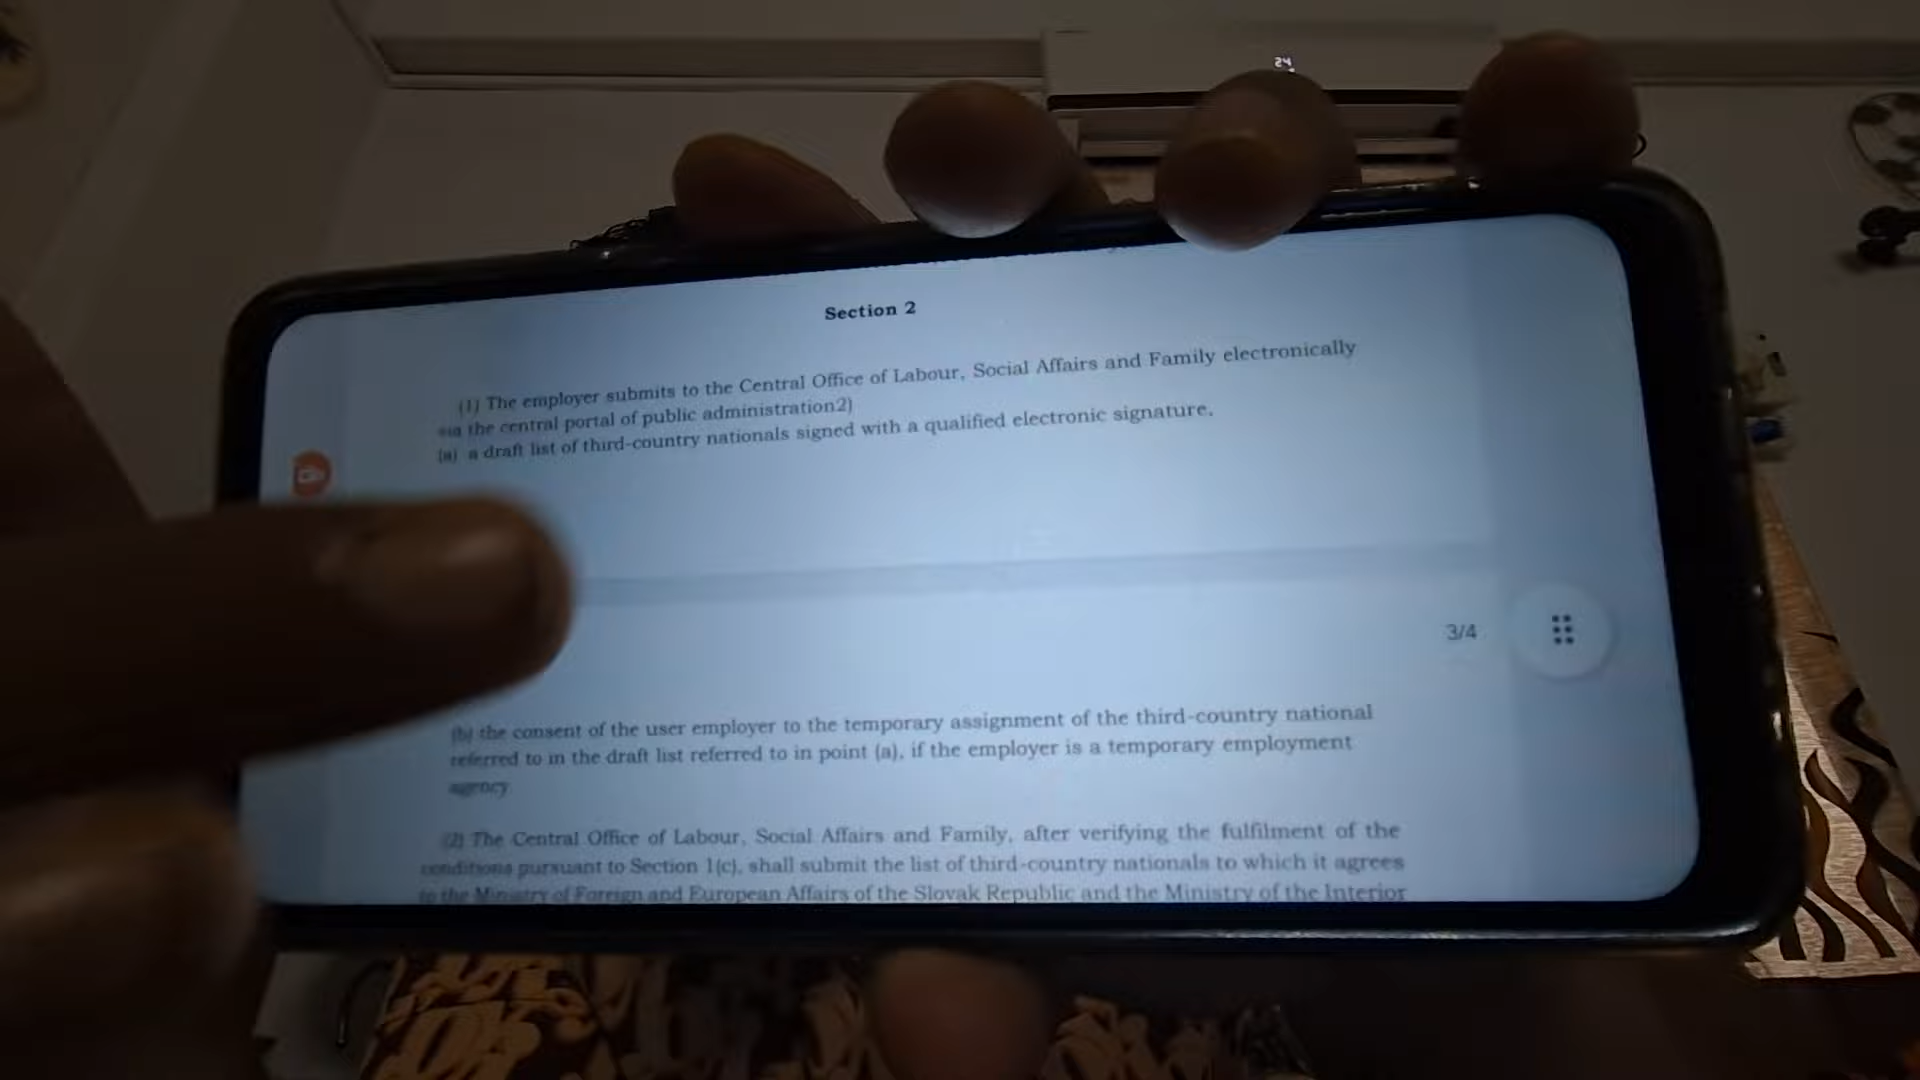 24
Section 2
(1) The employer submits to the Central Office of Labour, Social Affairs and Family electronically
via the central portal of public administration2)
(a) a draft list of third-country nationals signed with a qualified electronic signature,
3/4
(b) the consent of the user employer to the temporary assignment of the third-country national
referred to in the draft list referred to in point (a), if the employer is a temporary employment
agency
(2) The Central Office of Labour, Social Affairs and Family, after verifying the fulfilment of the
conditions pursuant to Section 1(c), shall submit the list of third-country nationals to which it agrees
to the Ministry of Foreign and European Affairs of the Slovak Republic and the Ministry of the Interior